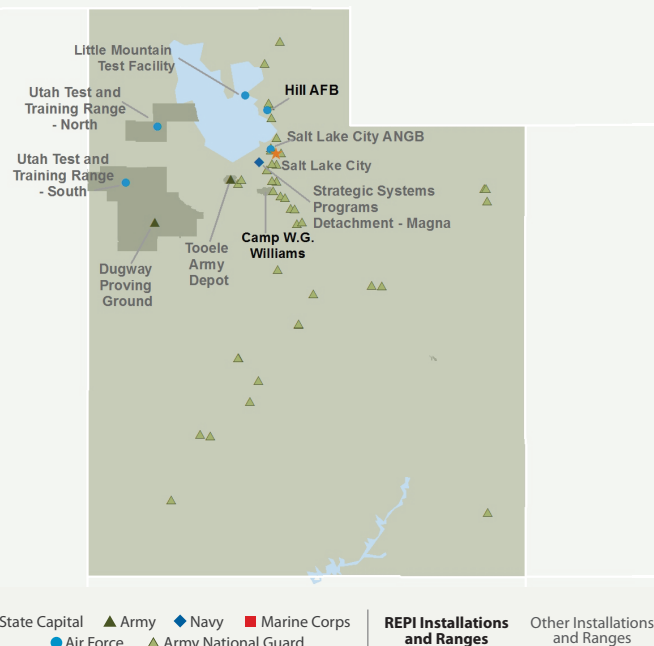 Little Mountain
Test Facility
Hill AFB
Utah Test and
Training Range
- North
Salt Lake City ANGB
Utah Test and
Training Range
- South
Salt Lake City
Strategic Systems
Programs
Detachment - Magna
Camp W.G.
Williams
Tooele
Army
Depot
Dugway
Proving
Ground
State Capital Army Navy Marine Corps
Air Force Army National Guard
REPI Installations
and Ranges
Other Installations
and Ranges